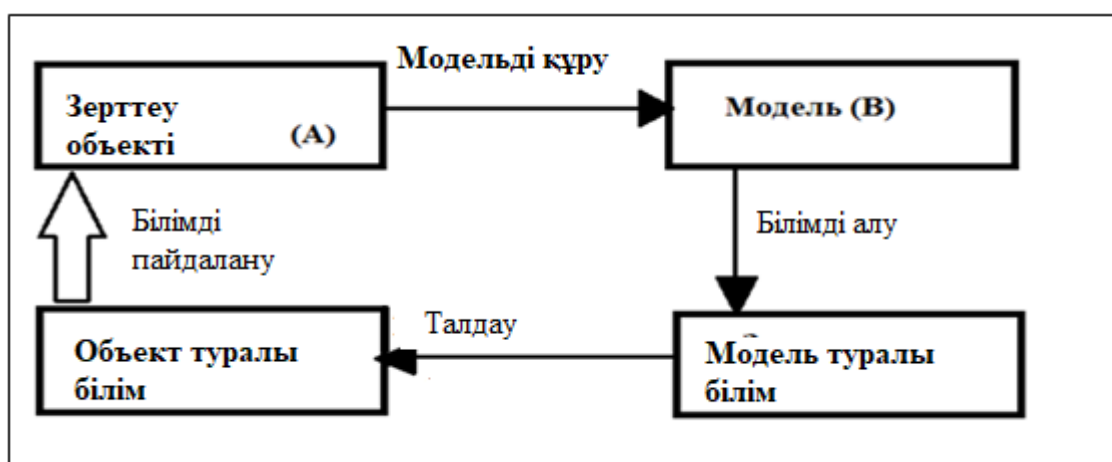 Модельді құру
Зерттеу
объекті (А)
Модель (В)
Білімді
пайдалану
Білімді алу
Талдау
Объект туралы
білім
Модель туралы
білім